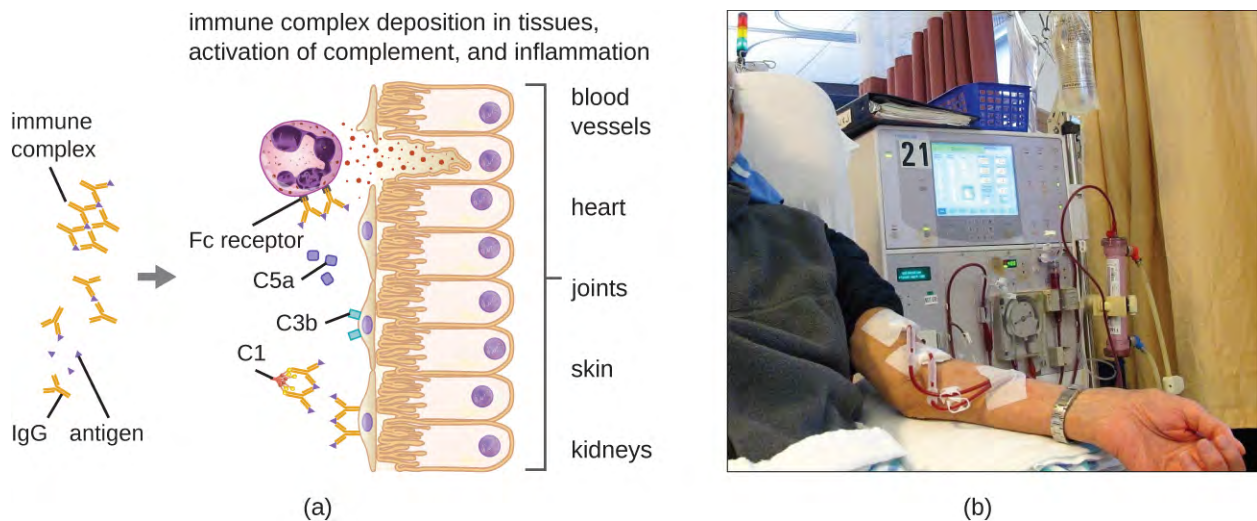 immune complex deposition in tissues,
activation of complement, and inflammation
immune
complex
IgG
antigen
Fc receptor
C5a
C3b
C1
blood
vessels
heart
joints
skin
kidneys
(a)
21
(b)